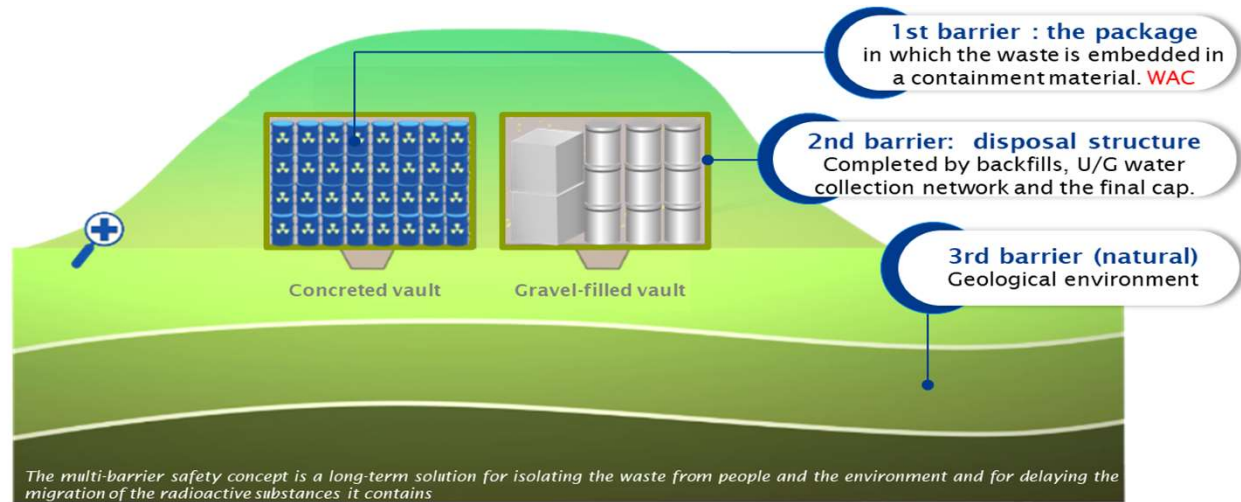 1st barrier : the package
in which the waste is embedded in
a containment material. WAC
2nd barrier:  disposal structure
Completed by backfills, U/G water
collection network and the final cap.
3rd barrier (natural)
Geological environment
Concreted vault
Gravel-filled vault
The multi-barrier safety concept is a long-term solution for isolating the waste from people and the environment and for delaying the
migration of the radioactive substances it contains